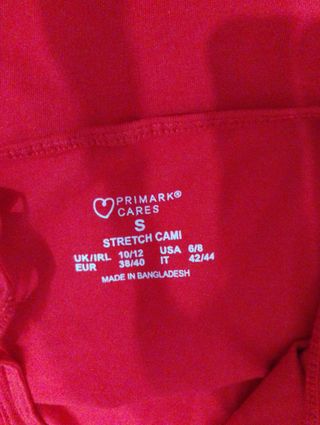 PRIMARK®
CARES
S
STRETCH CAMI
UK/IRL 10/12 USA 6/8
EUR 38/40 IT 42/44
MADE IN BANGLADESH